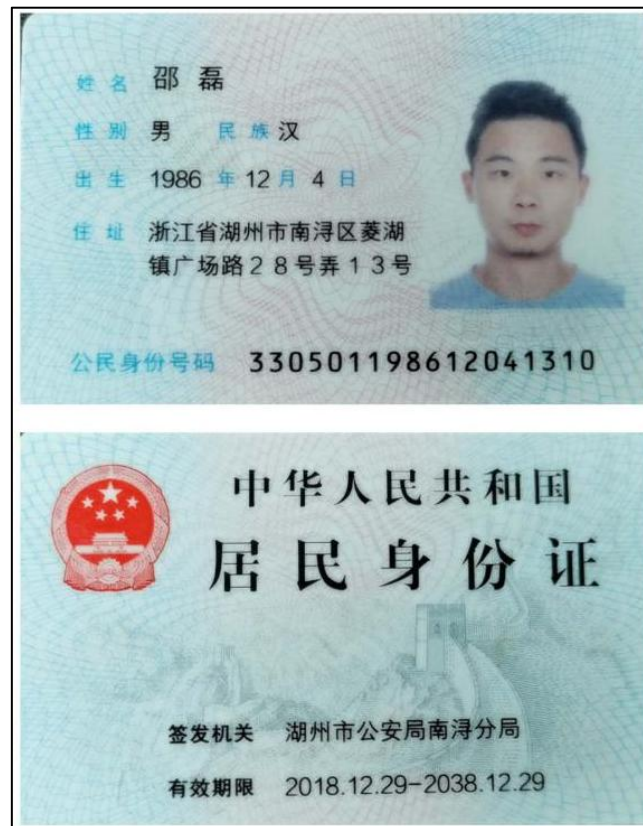 姓名 邵磊
性别 男 民族 汉
出生 1986 年 12 月 4 日
住址 浙江省湖州市南浔区菱湖
镇广场路28号弄13号
公民身份号码 330501198612041310
中华人民共和国
居民身份证
签发机关 湖州市公安局南浔分局
有效期限 2018.12.29-2038.12.29